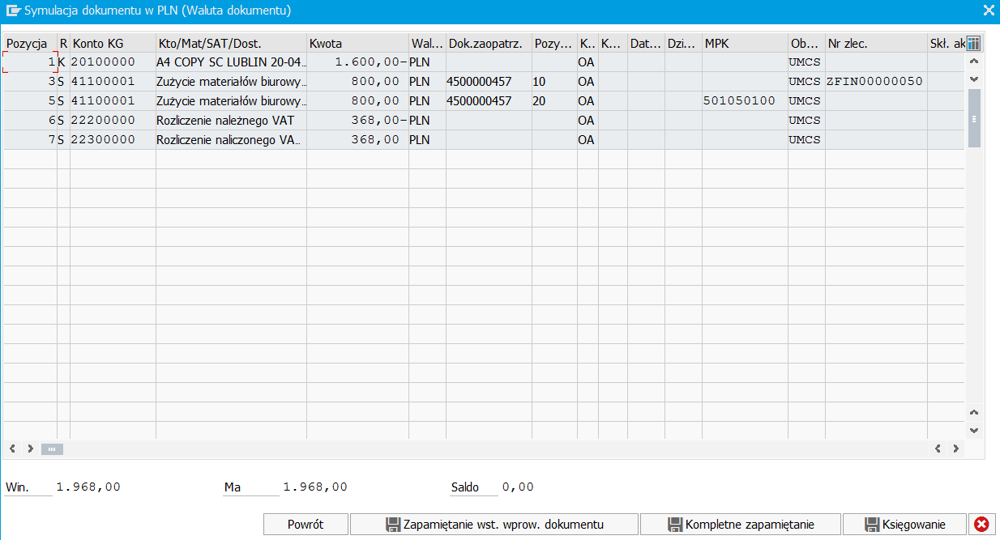 Symulacja dokumentu w PLN (Waluta dokumentu)
Pozycja R Konto KG Kto/Mat/SAT/Dost. Kwota Wal... Dok.zaopatrz. Pozy... K.. K... Dat... Dzi... MPK Ob... Nr zlec. Skł. ak
1 K 20100000 A4 COPY SC LUBLIN 20-04... 1.600,00- PLN OA UMCS
3 S 41100001 Zużycie materiałów biurowy... 800,00 PLN 4500000457 10 OA UMCS ZFIN00000050
5 S 41100001 Zużycie materiałów biurowy... 800,00 PLN 4500000457 20 OA 501050100 UMCS
6 S 22200000 Rozliczenie należnego VAT 368,00- PLN OA UMCS
7 S 22300000 Rozliczenie naliczonego VA... 368,00 PLN OA UMCS
Win. 1.968,00 Ma 1.968,00 Saldo 0,00
Powrót Zapamiętanie wst. wprow. dokumentu Kompletne zapamiętanie Księgowanie